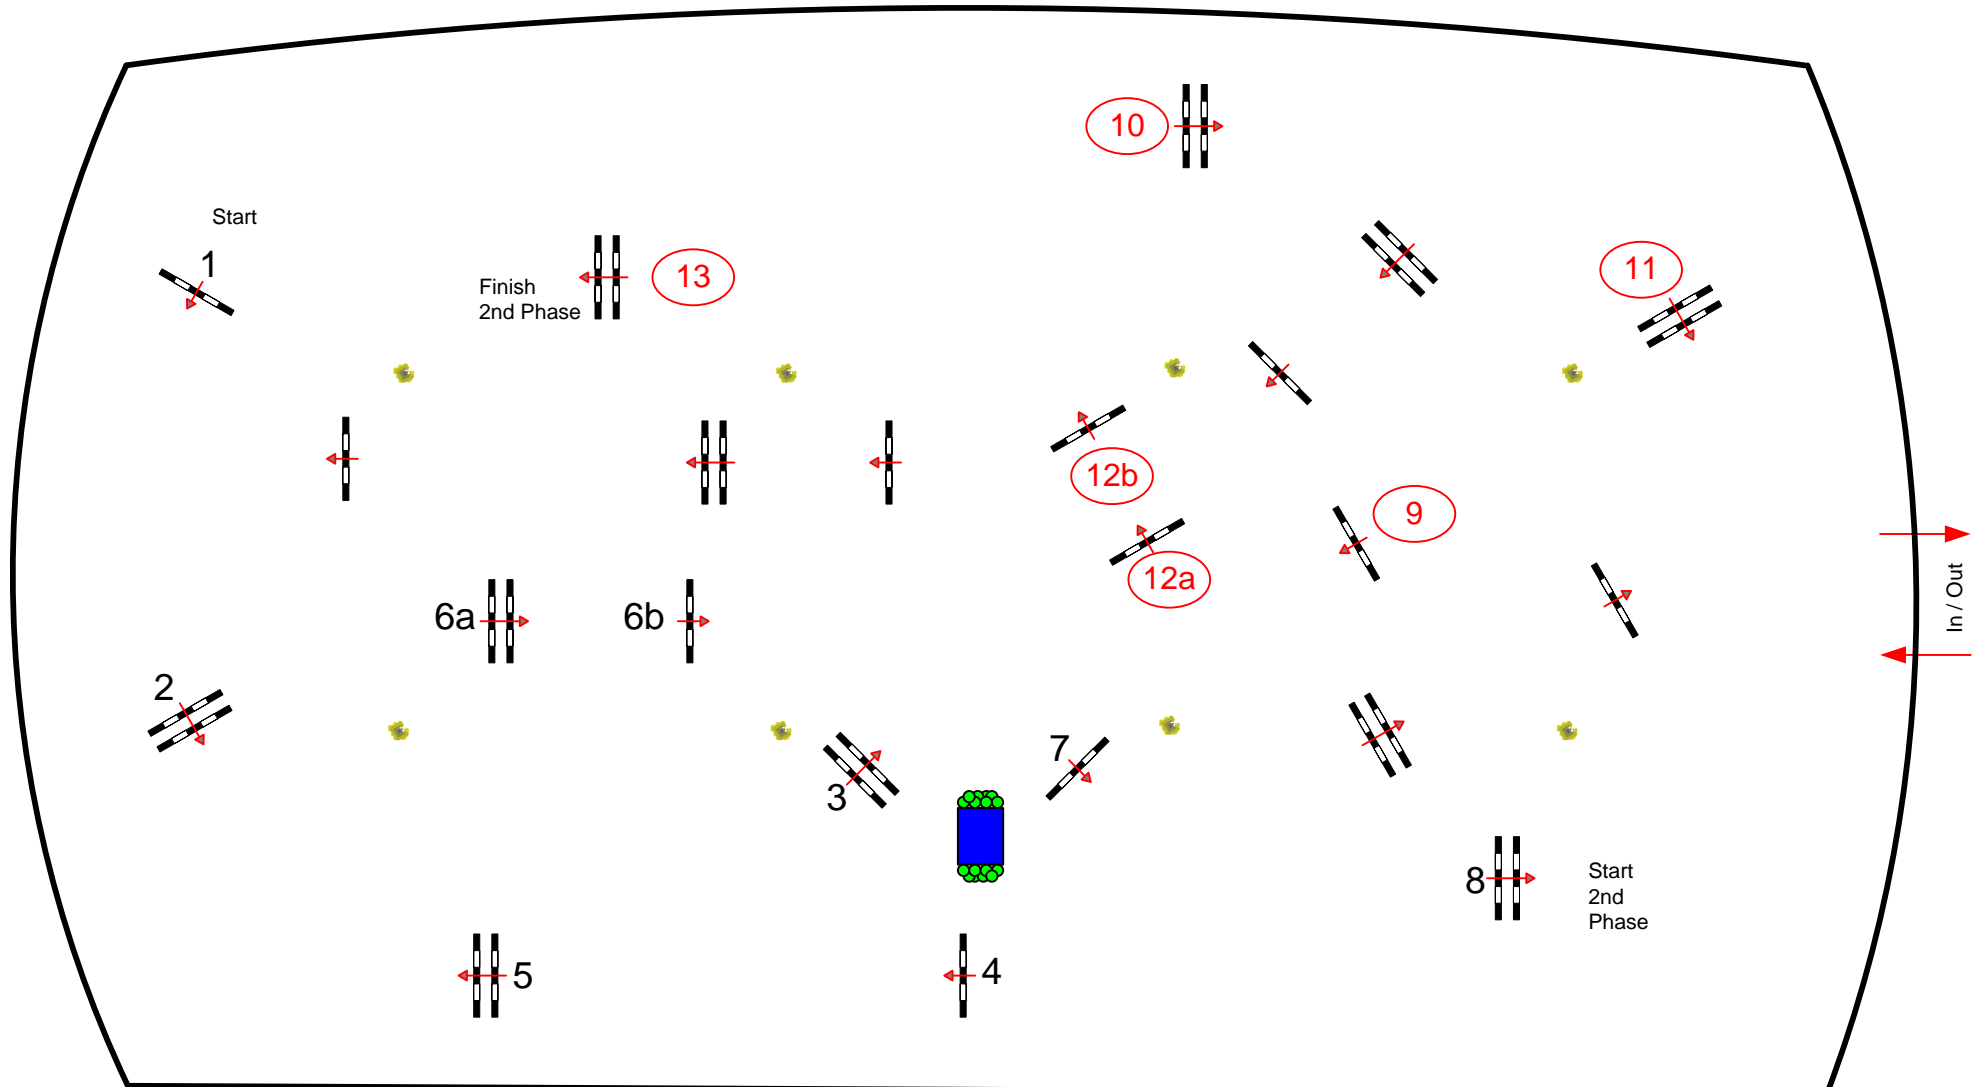 10
Start
1
13
11
Finish
2nd Phase
12b
9
12a
In / Out
6a
6b
2
7
3
8
Start
2nd
Phase
5
4